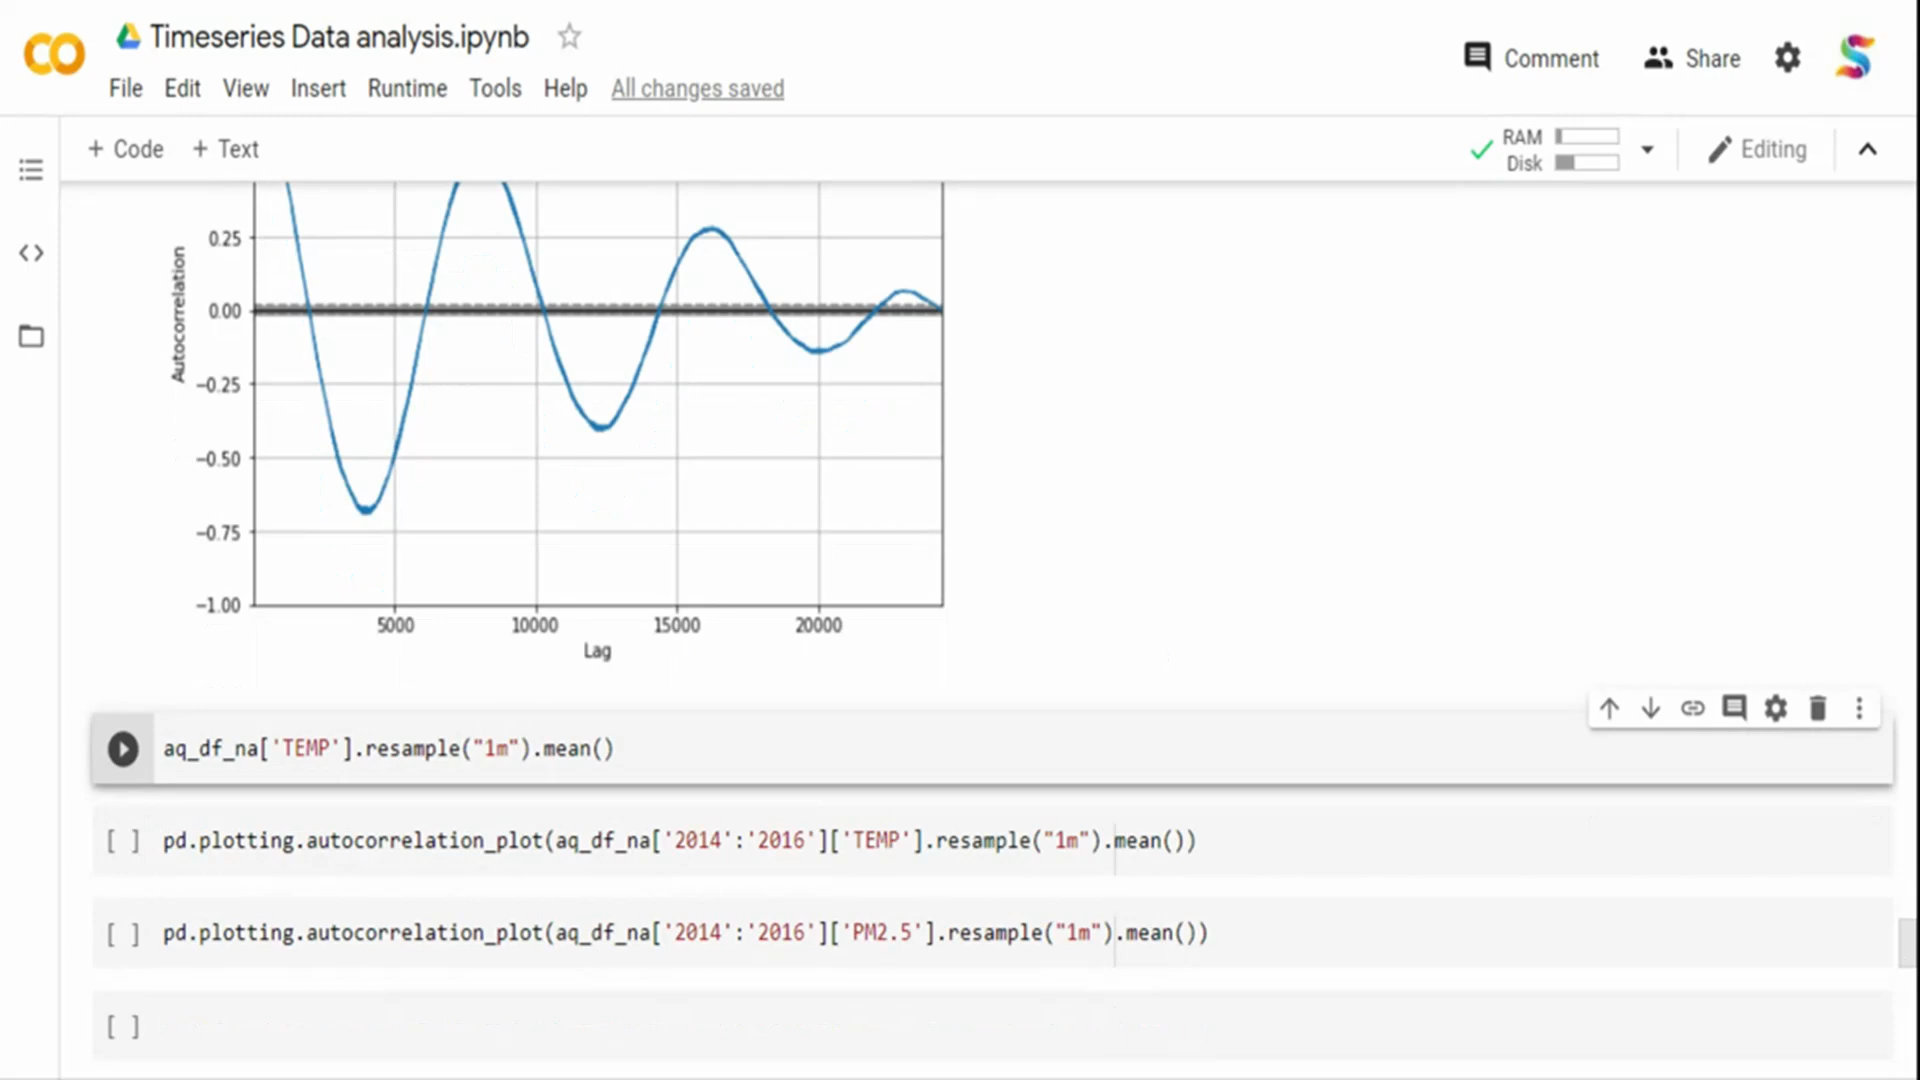 Timeseries Data analysis.ipynb
File Edit View Insert Runtime Tools Help All changes saved
Comment Share
+ Code + Text
RAM
Disk
Editing
0.25
0.00
−0.25
−0.50
−0.75
−1.00
Autocorrelation
5000 10000 15000 20000
Lag
aq_df_na['TEMP'].resample("1m").mean()
[ ] pd.plotting.autocorrelation_plot(aq_df_na['2014':'2016']['TEMP'].resample("1m").mean())
[ ] pd.plotting.autocorrelation_plot(aq_df_na['2014':'2016']['PM2.5'].resample("1m").mean())
[ ]